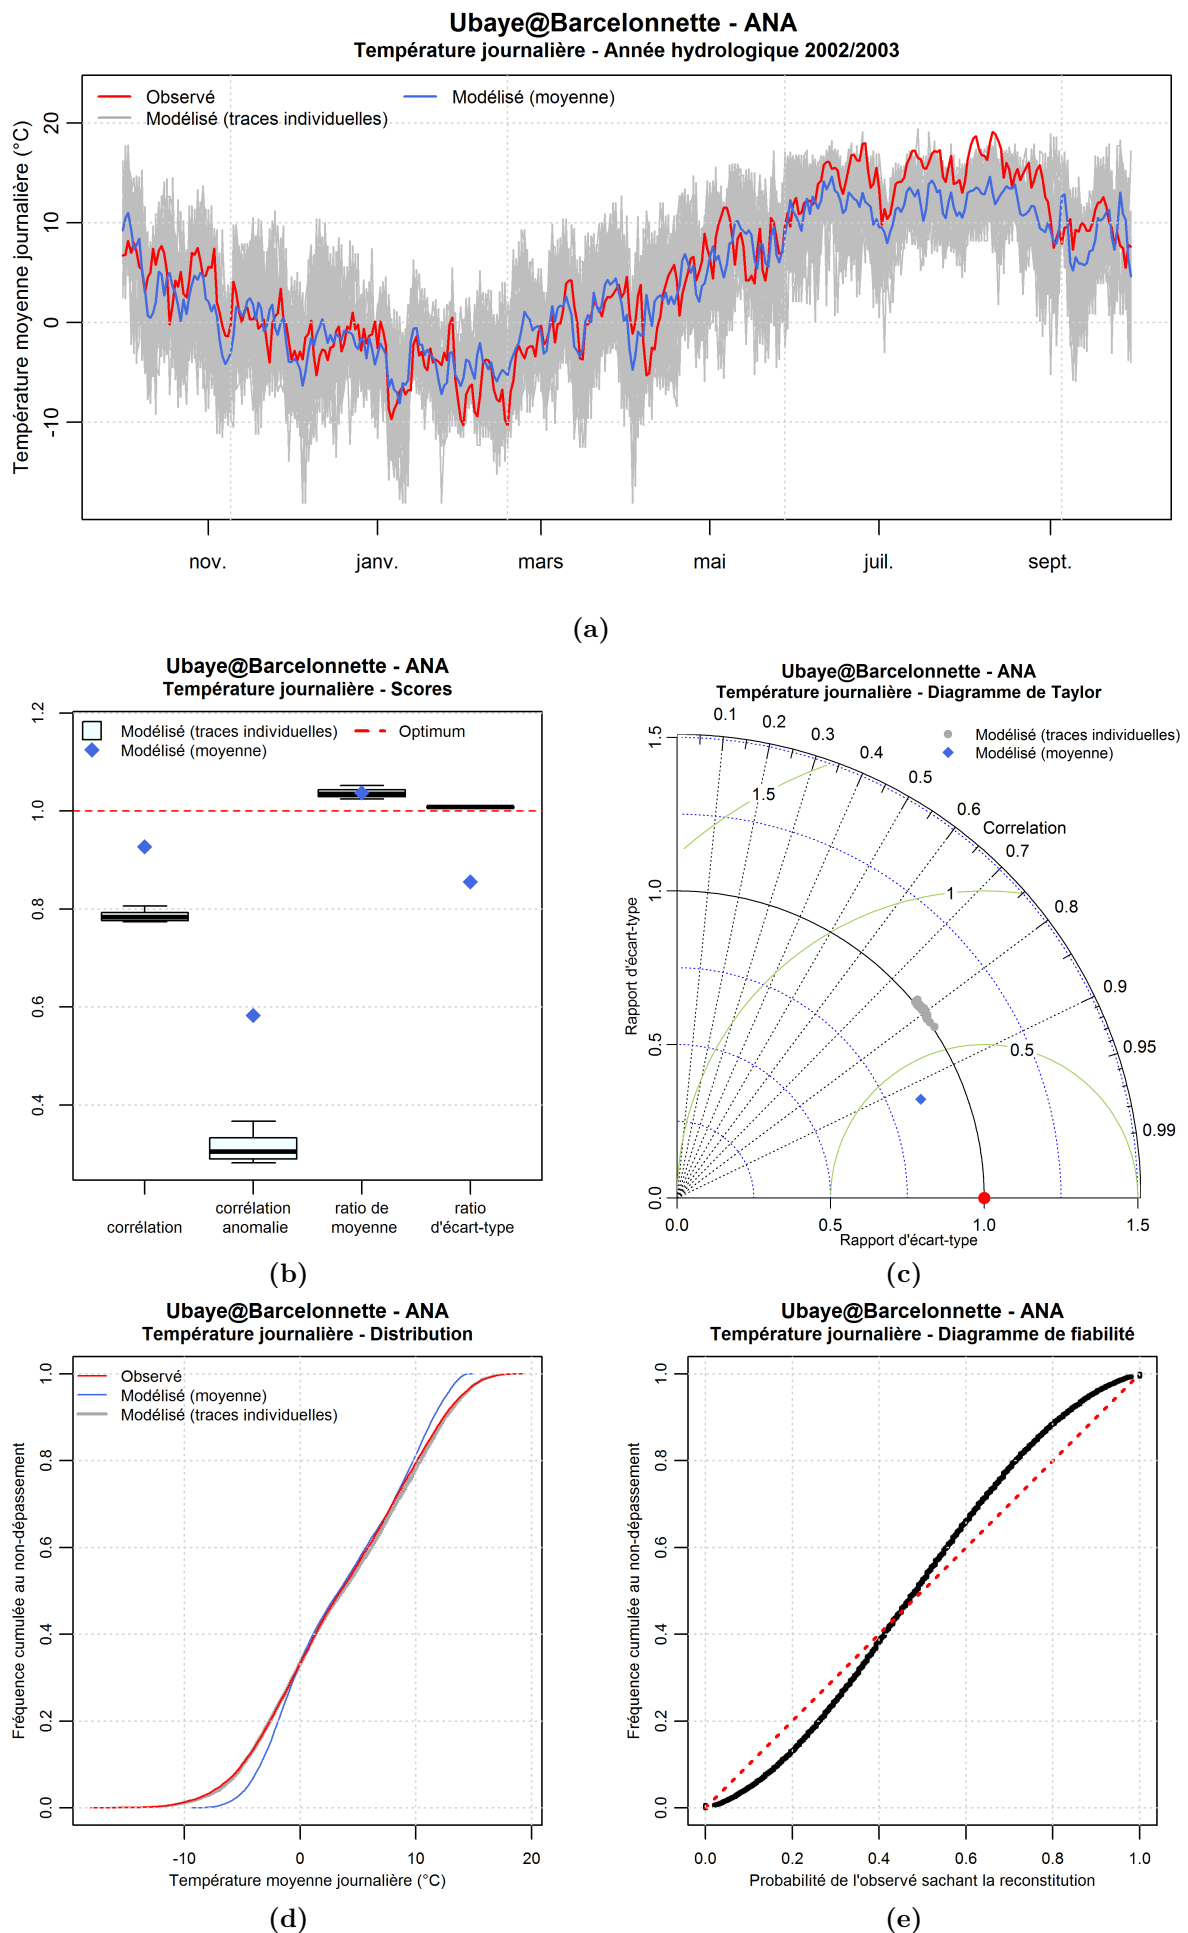 Ubaye@Barcelonnette - ANA
Température journalière - Année hydrologique 2002/2003
Observé
Modélisé (moyenne)
Modélisé (traces individuelles)
Température moyenne journalière (°C)
20
10
0
-10
nov.
janv.
mars
mai
juil.
sept.
(a)
Ubaye@Barcelonnette - ANA
Température journalière - Scores
Modélisé (traces individuelles)
Optimum
Modélisé (moyenne)
1.2
1.0
0.8
0.6
0.4
corrélation
corrélation
anomalie
ratio de
moyenne
ratio
d'écart-type
(b)
Ubaye@Barcelonnette - ANA
Température journalière - Diagramme de Taylor
Modélisé (traces individuelles)
Modélisé (moyenne)
0.1
0.2
0.3
0.4
0.5
0.6
Correlation
0.7
0.8
0.9
0.95
0.99
1.5
1
0.5
Rapport d'écart-type
1.5
1.0
0.5
0.0
0.0
0.5
1.0
1.5
Rapport d'écart-type
(c)
Ubaye@Barcelonnette - ANA
Température journalière - Distribution
Observé
Modélisé (moyenne)
Modélisé (traces individuelles)
Fréquence cumulée au non-dépassement
1.0
0.8
0.6
0.4
0.2
0.0
-10
0
10
20
Température moyenne journalière (°C)
(d)
Ubaye@Barcelonnette - ANA
Température journalière - Diagramme de fiabilité
Fréquence cumulée au non-dépassement
1.0
0.8
0.6
0.4
0.2
0.0
0.0
0.2
0.4
0.6
0.8
1.0
Probabilité de l'observé sachant la reconstitution
(e)